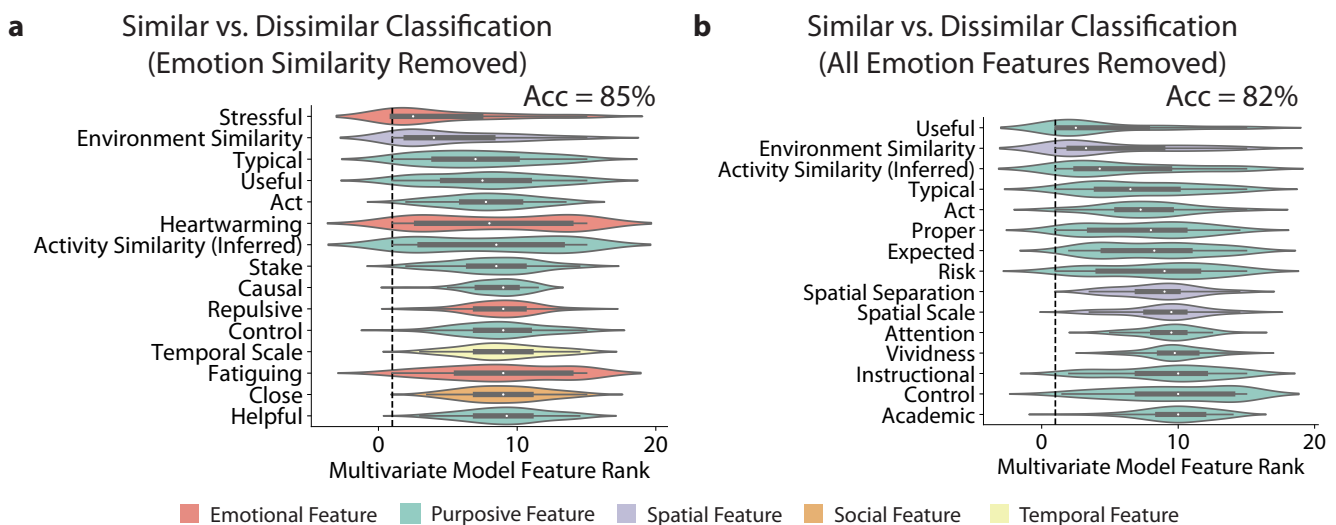 a
Similar vs. Dissimilar Classification
(Emotion Similarity Removed)
Acc = 85%
Stressful
Environment Similarity
Typical
Useful
Act
Heartwarming
Activity Similarity (Inferred)
Stake
Causal
Repulsive
Control
Temporal Scale
Fatiguing
Close
Helpful
0 10 20
Multivariate Model Feature Rank
b
Similar vs. Dissimilar Classification
(All Emotion Features Removed)
Acc = 82%
Useful
Environment Similarity
Activity Similarity (Inferred)
Typical
Act
Proper
Expected
Risk
Spatial Separation
Spatial Scale
Attention
Vividness
Instructional
Control
Academic
0 10 20
Multivariate Model Feature Rank
Emotional Feature Purposive Feature Spatial Feature Social Feature Temporal Feature